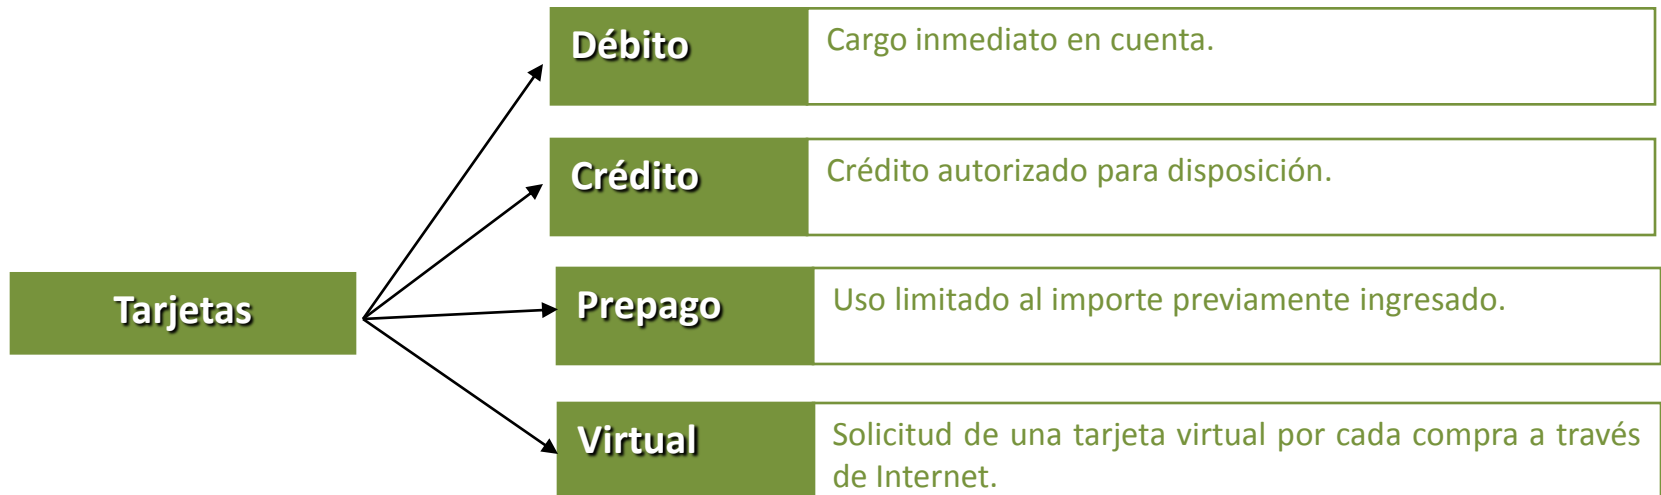 Débito
Cargo inmediato en cuenta.
Crédito
Crédito autorizado para disposición.
Tarjetas
Prepago
Uso limitado al importe previamente ingresado.
Virtual
Solicitud de una tarjeta virtual por cada compra a través
de Internet.